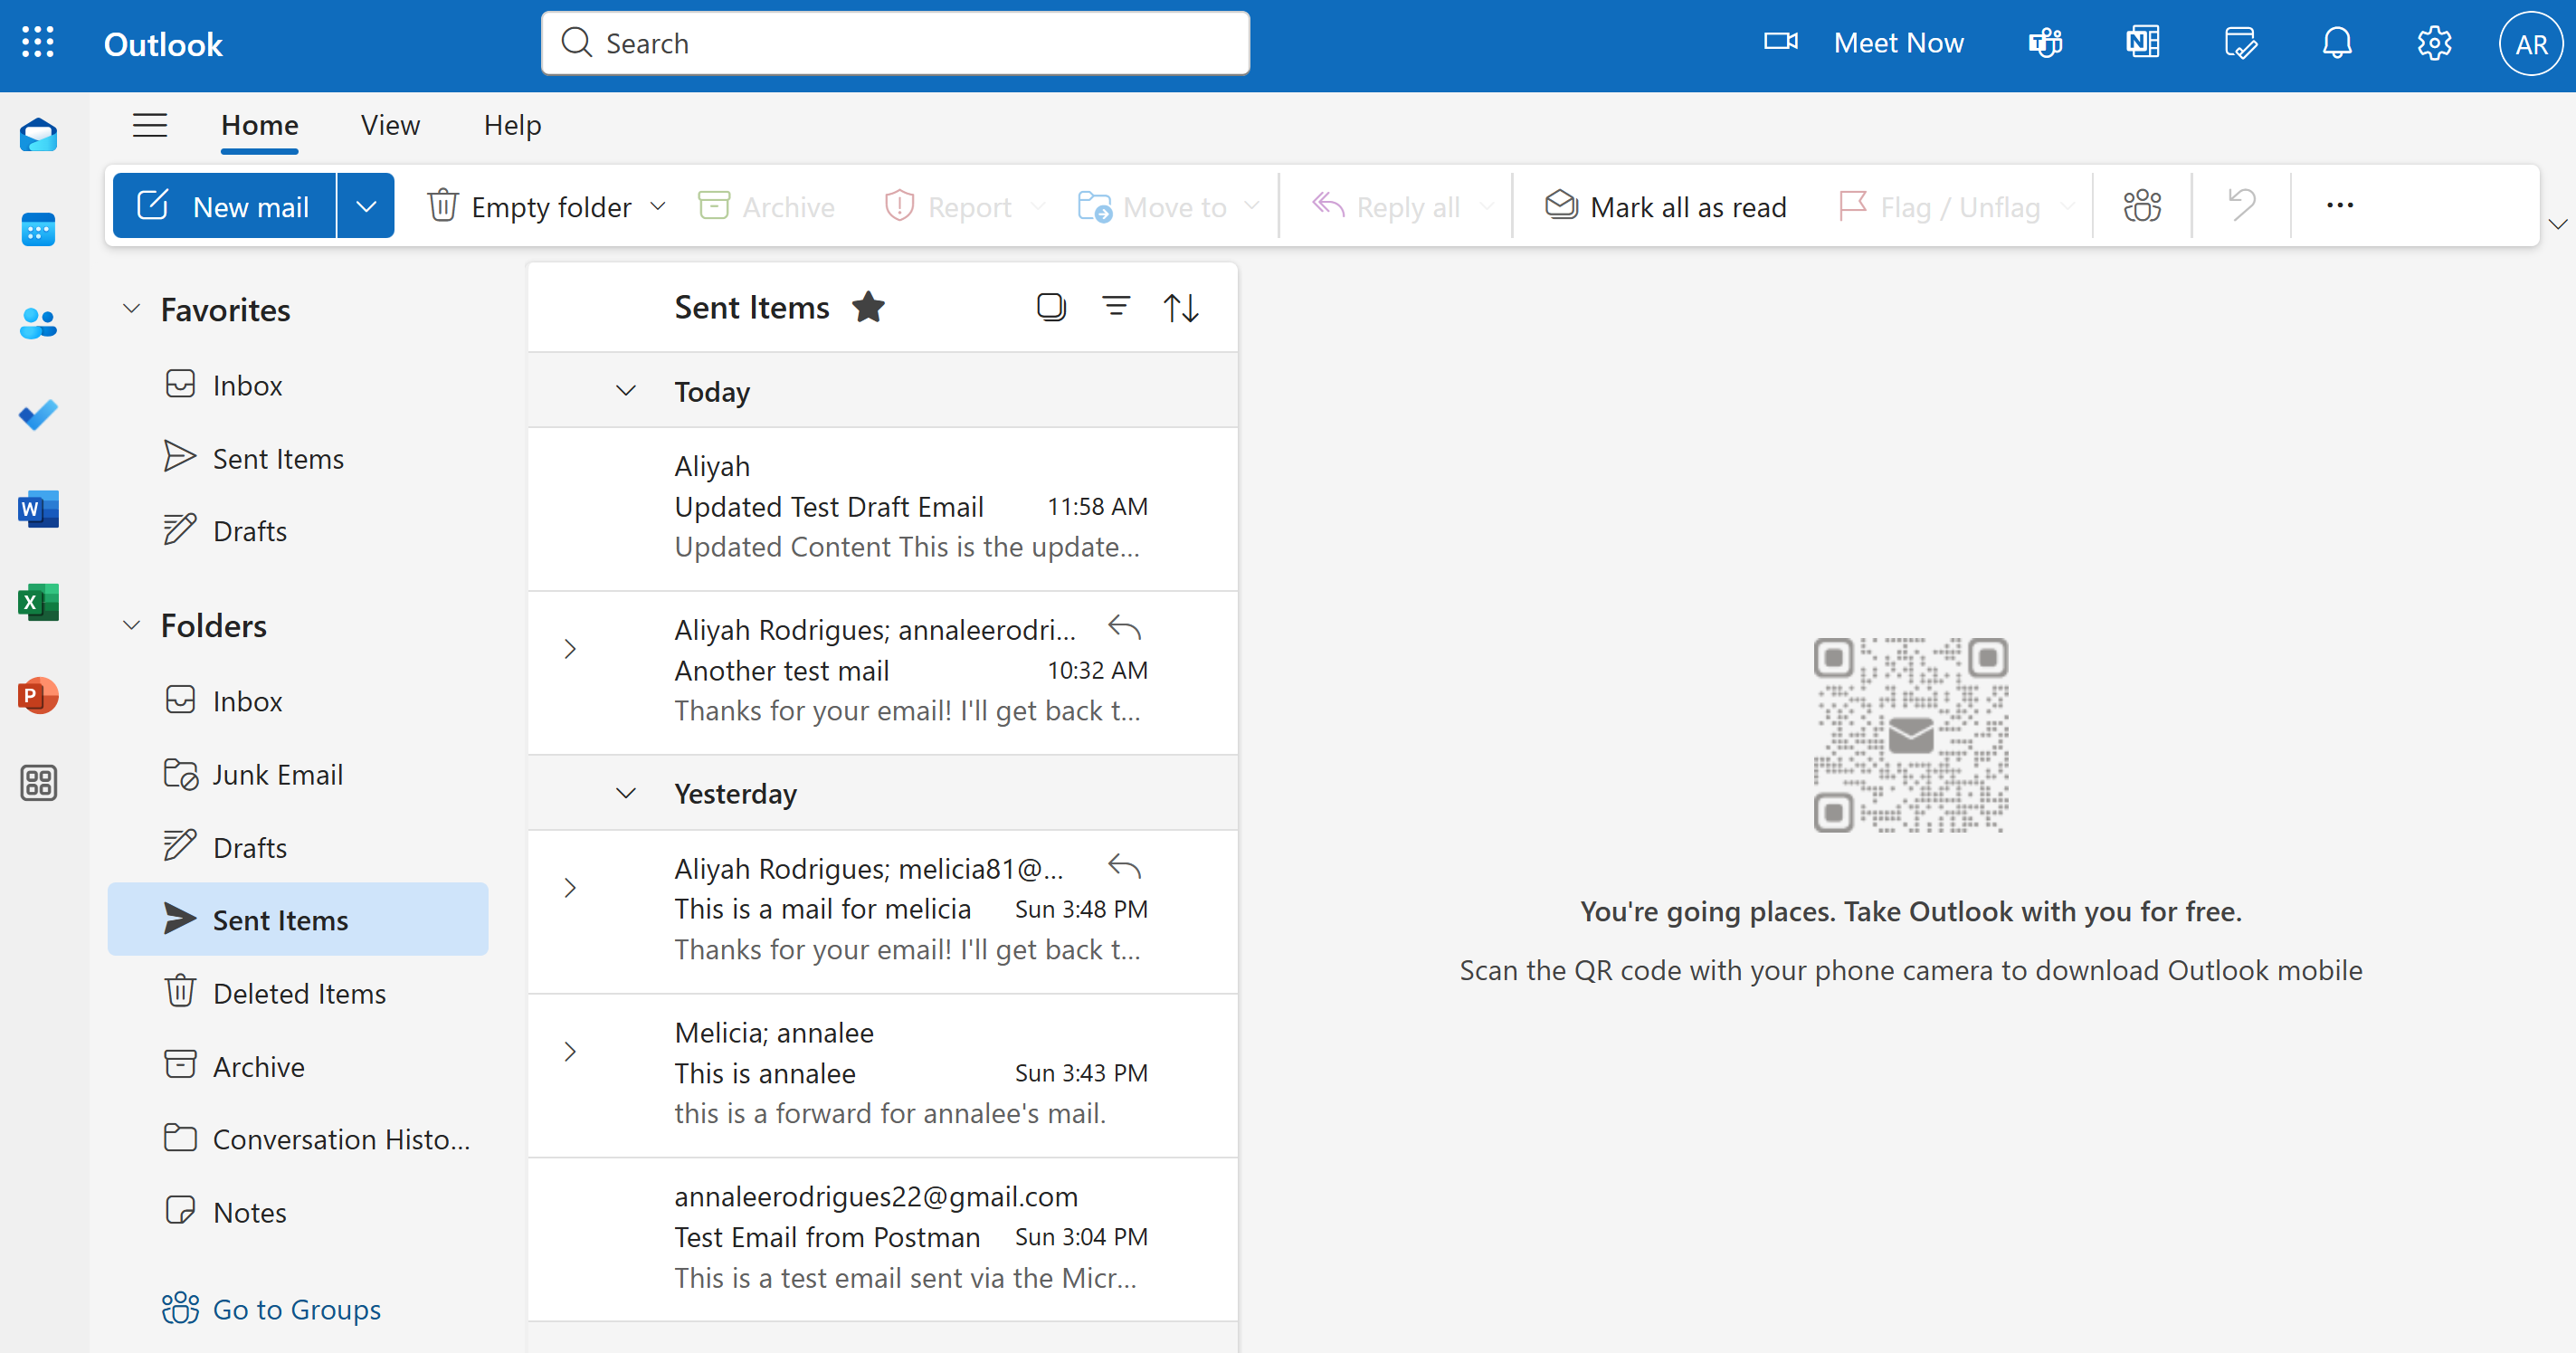 Outlook
Search
Meet Now
AR
Home
View
Help
New mail
Empty folder
Archive
Report
Move to
Reply all
Mark all as read
Flag / Unflag
Favorites
Inbox
Sent Items
Drafts
Folders
Inbox
Junk Email
Drafts
Sent Items
Deleted Items
Archive
Conversation Histo...
Notes
Go to Groups
Sent Items
Today
Aliyah
Updated Test Draft Email 11:58 AM
Updated Content This is the update...
Aliyah Rodrigues; annaleerodri...
Another test mail 10:32 AM
Thanks for your email! I'll get back t...
Yesterday
Aliyah Rodrigues; melicia81@...
This is a mail for melicia Sun 3:48 PM
Thanks for your email! I'll get back t...
Melicia; annalee
This is annalee Sun 3:43 PM
this is a forward for annalee's mail.
annaleerodrigues22@gmail.com
Test Email from Postman Sun 3:04 PM
This is a test email sent via the Micr...
You're going places. Take Outlook with you for free.
Scan the QR code with your phone camera to download Outlook mobile
W
X
P
T
N